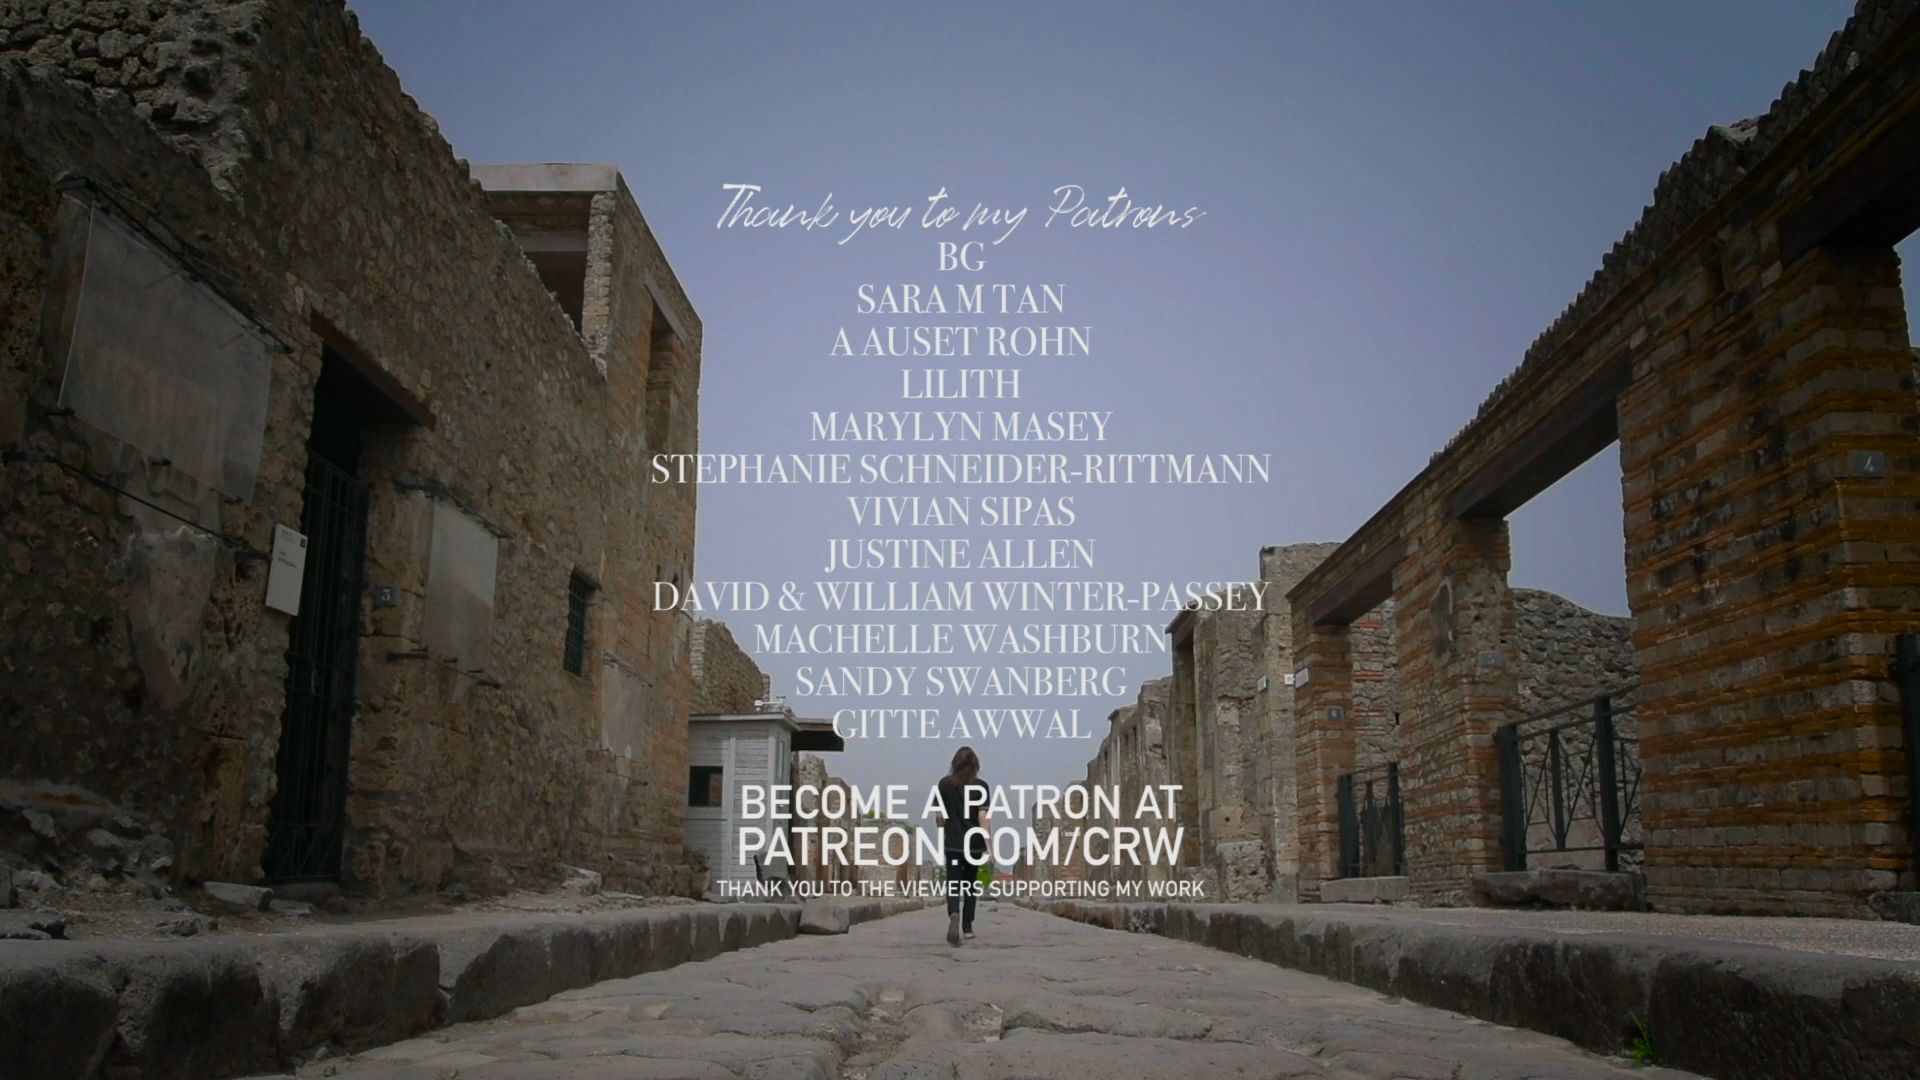 Thank you to my Patrons
BG
SARA M TAN
A AUSET ROHN
LILITH
MARYLYN MASEY
STEPHANIE SCHNEIDER-RITTMANN
VIVIAN SIPAS
JUSTINE ALLEN
DAVID & WILLIAM WINTER-PASSEY
MACHELLE WASHBURN
SANDY SWANBERG
GITTE AWWAL
BECOME A PATRON AT
PATREON.COM/CRW
THANK YOU TO THE VIEWERS SUPPORTING MY WORK
3
4